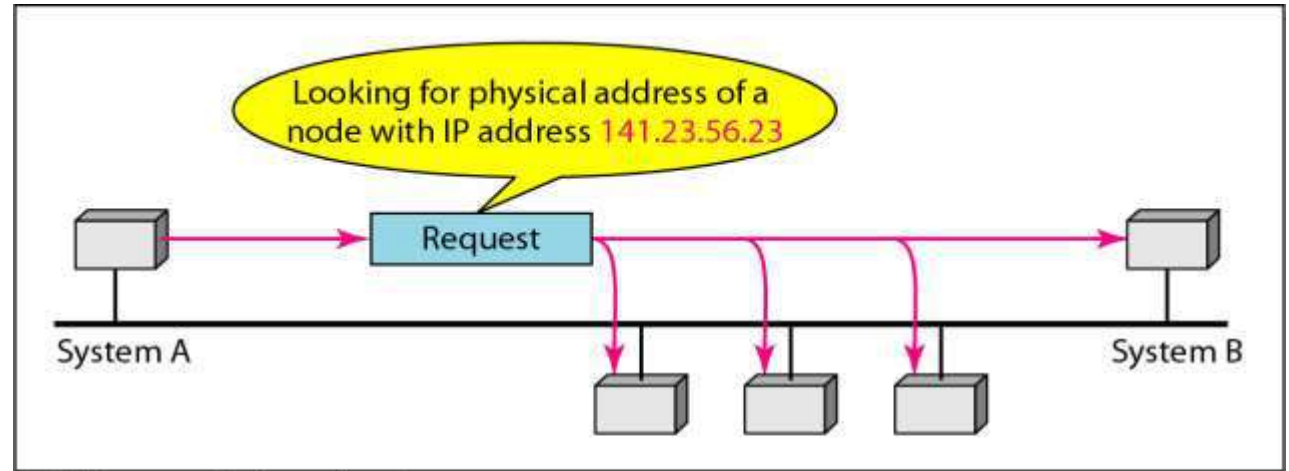 Looking for physical address of a
node with IP address 141.23.56.23
Request
System A
System B